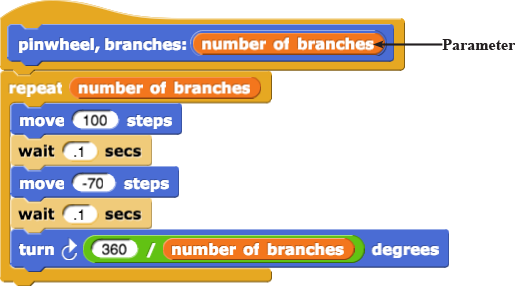 pinwheel, branches: number of branches Parameter
repeat number of branches
move 100 steps
wait .1 secs
move -70 steps
wait .1 secs
turn 360 / number of branches degrees